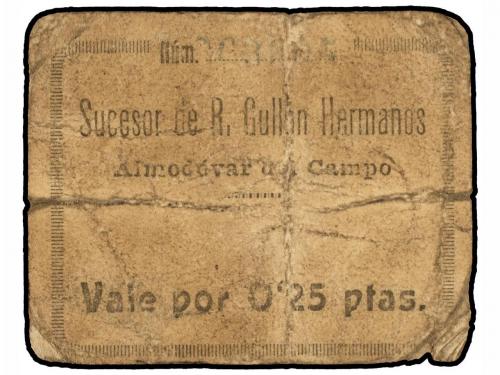 Núm.
Sucesor de R. Gullón Hermanos
Almodóvar del Campo
Vale por 0'25 ptas.